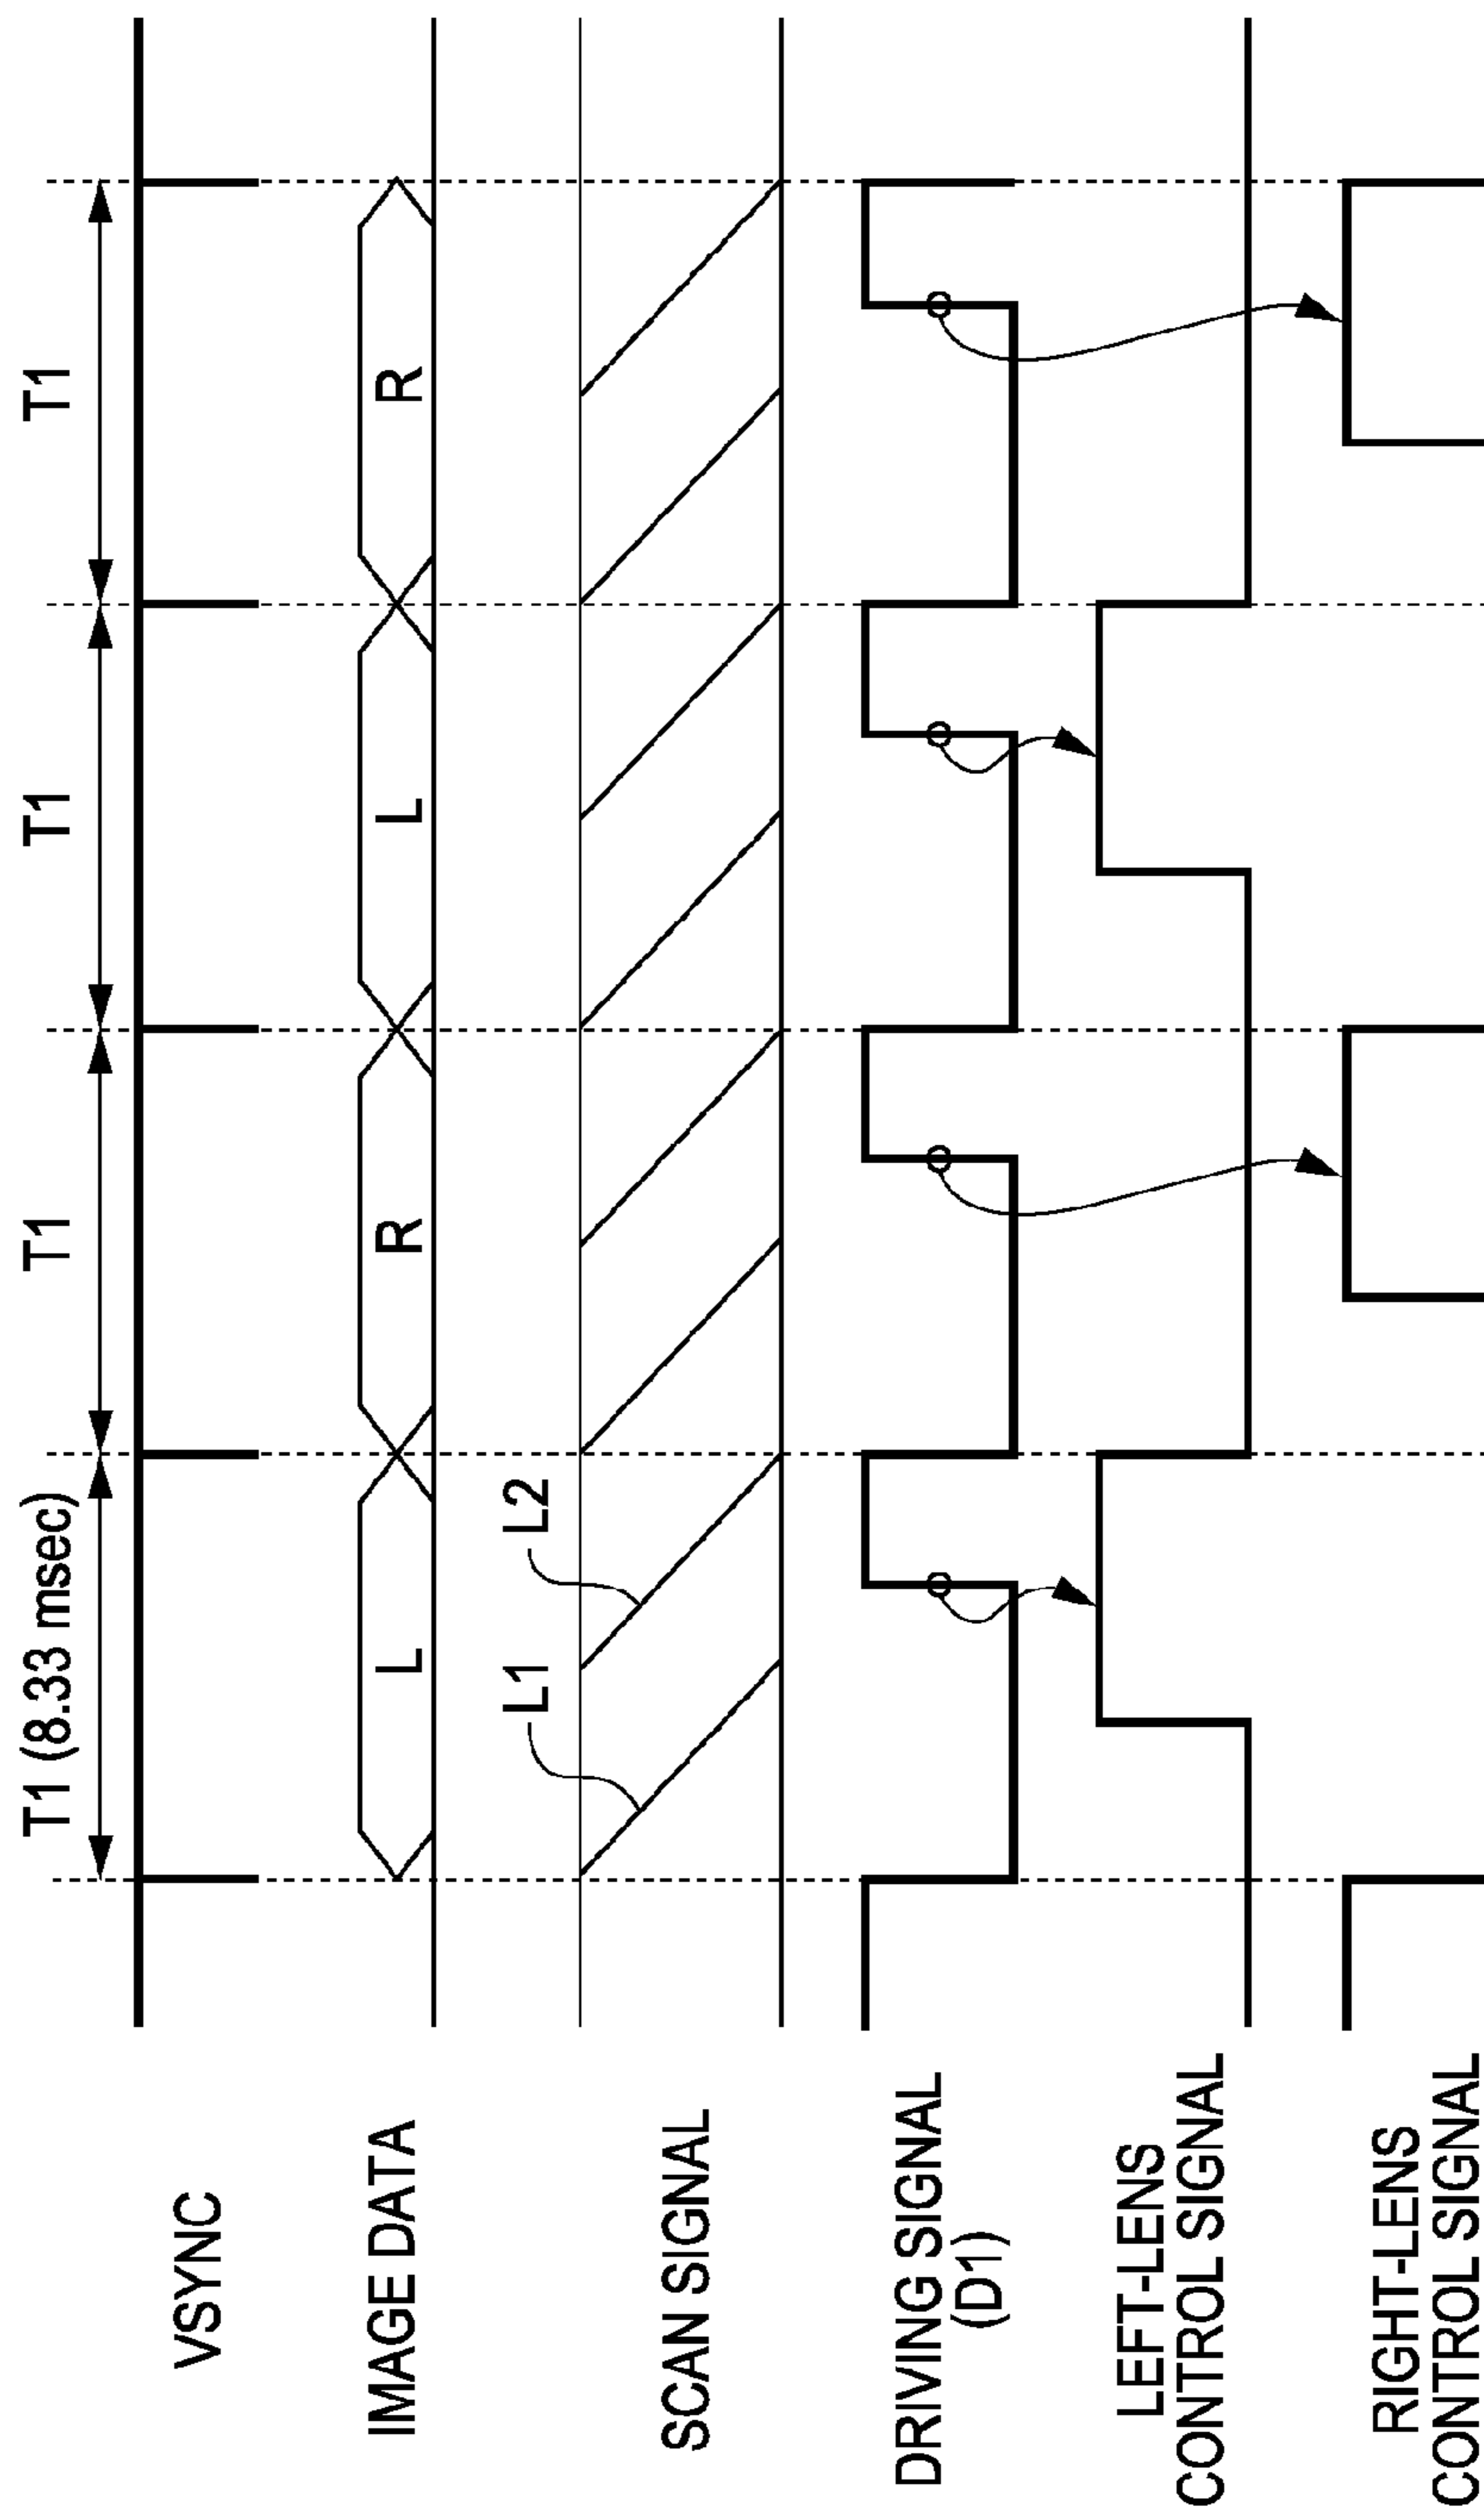 T1 (8.33 msec)
T1
T1
T1
VSYNC
IMAGE DATA
L
R
L
R
L1
L2
SCAN SIGNAL
DRIVING SIGNAL
(D1)
LEFT-LENS
CONTROL SIGNAL
RIGHT-LENS
CONTROL SIGNAL